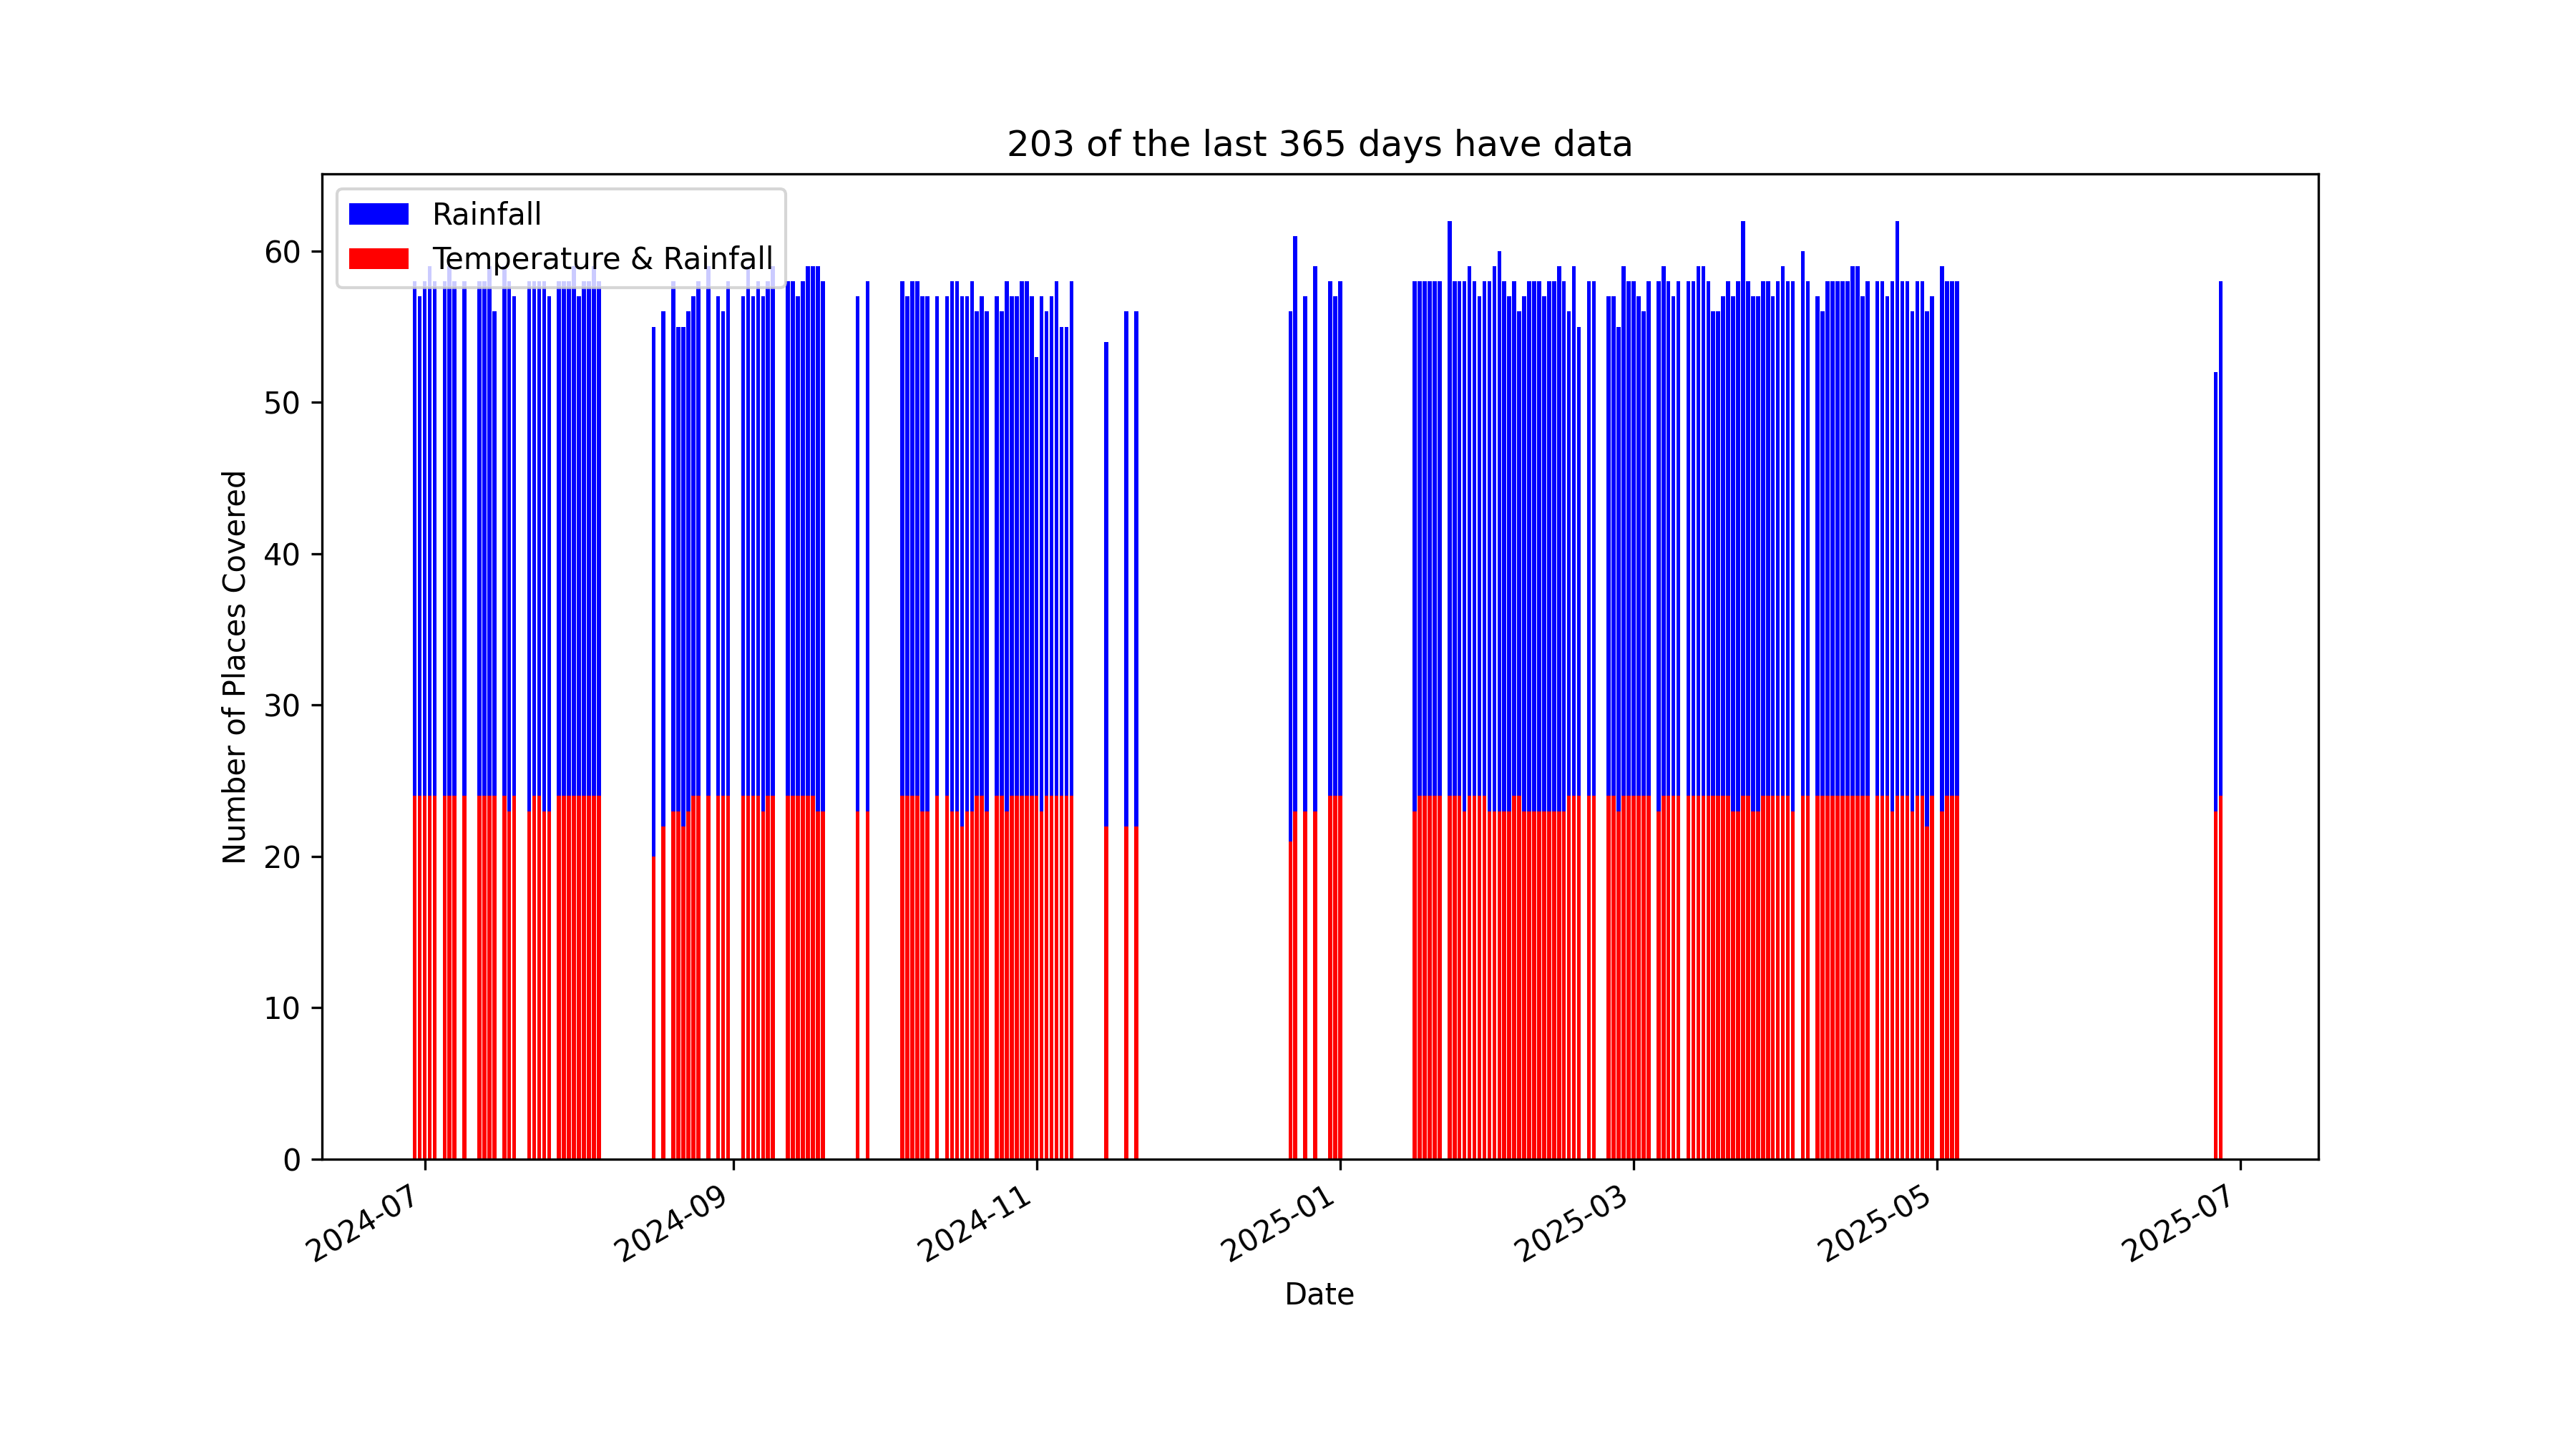 203 of the last 365 days have data
Rainfall
Temperature & Rainfall
Number of Places Covered
60
50
40
30
20
10
0
2024-07
2024-09
2024-11
2025-01
2025-03
2025-05
2025-07
Date